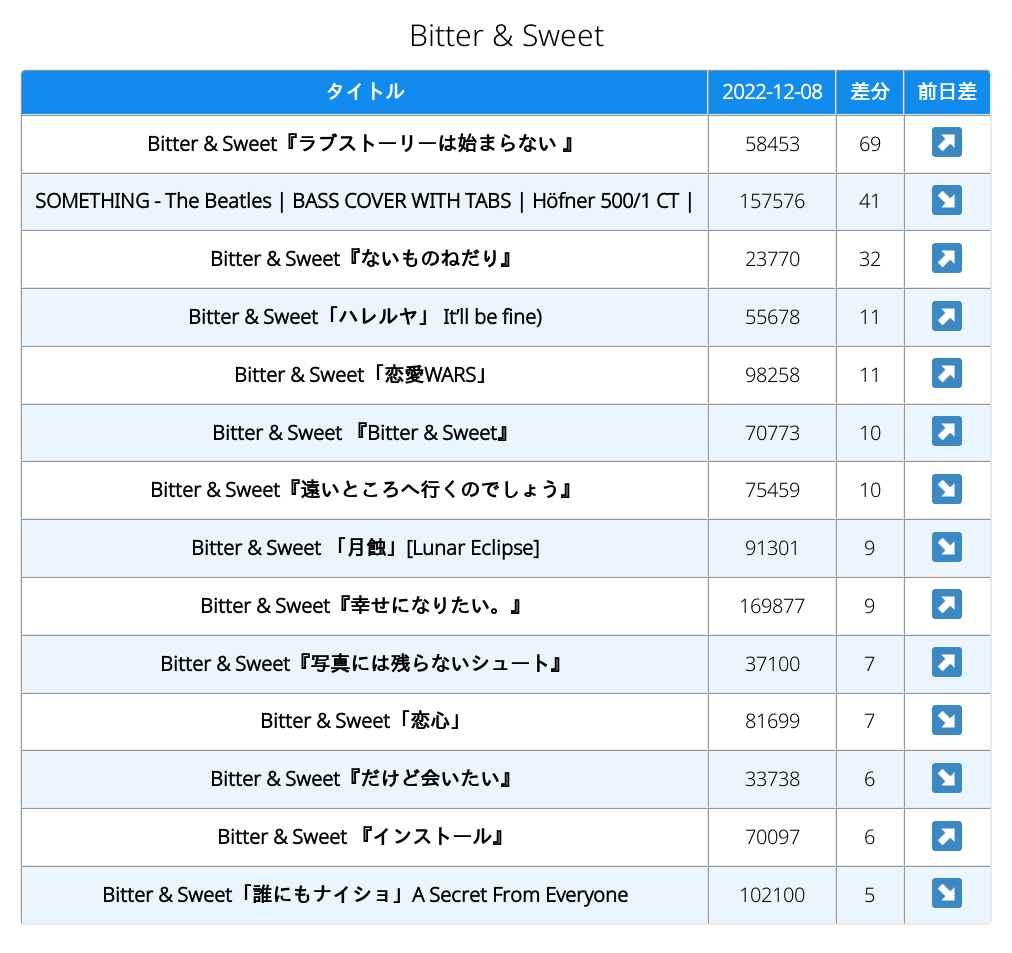 Bitter & Sweet
タイトル 2022-12-08 差分 前日差
Bitter & Sweet『ラブストーリーは始まらない 』 58453 69 ↗
SOMETHING - The Beatles | BASS COVER WITH TABS | Höfner 500/1 CT | 157576 41 ↘
Bitter & Sweet『ないものねだり』 23770 32 ↗
Bitter & Sweet「ハレルヤ」 It’ll be fine) 55678 11 ↗
Bitter & Sweet「恋愛WARS」 98258 11 ↗
Bitter & Sweet 『Bitter & Sweet』 70773 10 ↗
Bitter & Sweet『遠いところへ行くのでしょう』 75459 10 ↘
Bitter & Sweet 「月蝕」[Lunar Eclipse] 91301 9 ↘
Bitter & Sweet『幸せになりたい。』 169877 9 ↗
Bitter & Sweet『写真には残らないシュート』 37100 7 ↗
Bitter & Sweet「恋心」 81699 7 ↘
Bitter & Sweet『だけど会いたい』 33738 6 ↘
Bitter & Sweet 『インストール』 70097 6 ↗
Bitter & Sweet「誰にもナイショ」A Secret From Everyone 102100 5 ↘